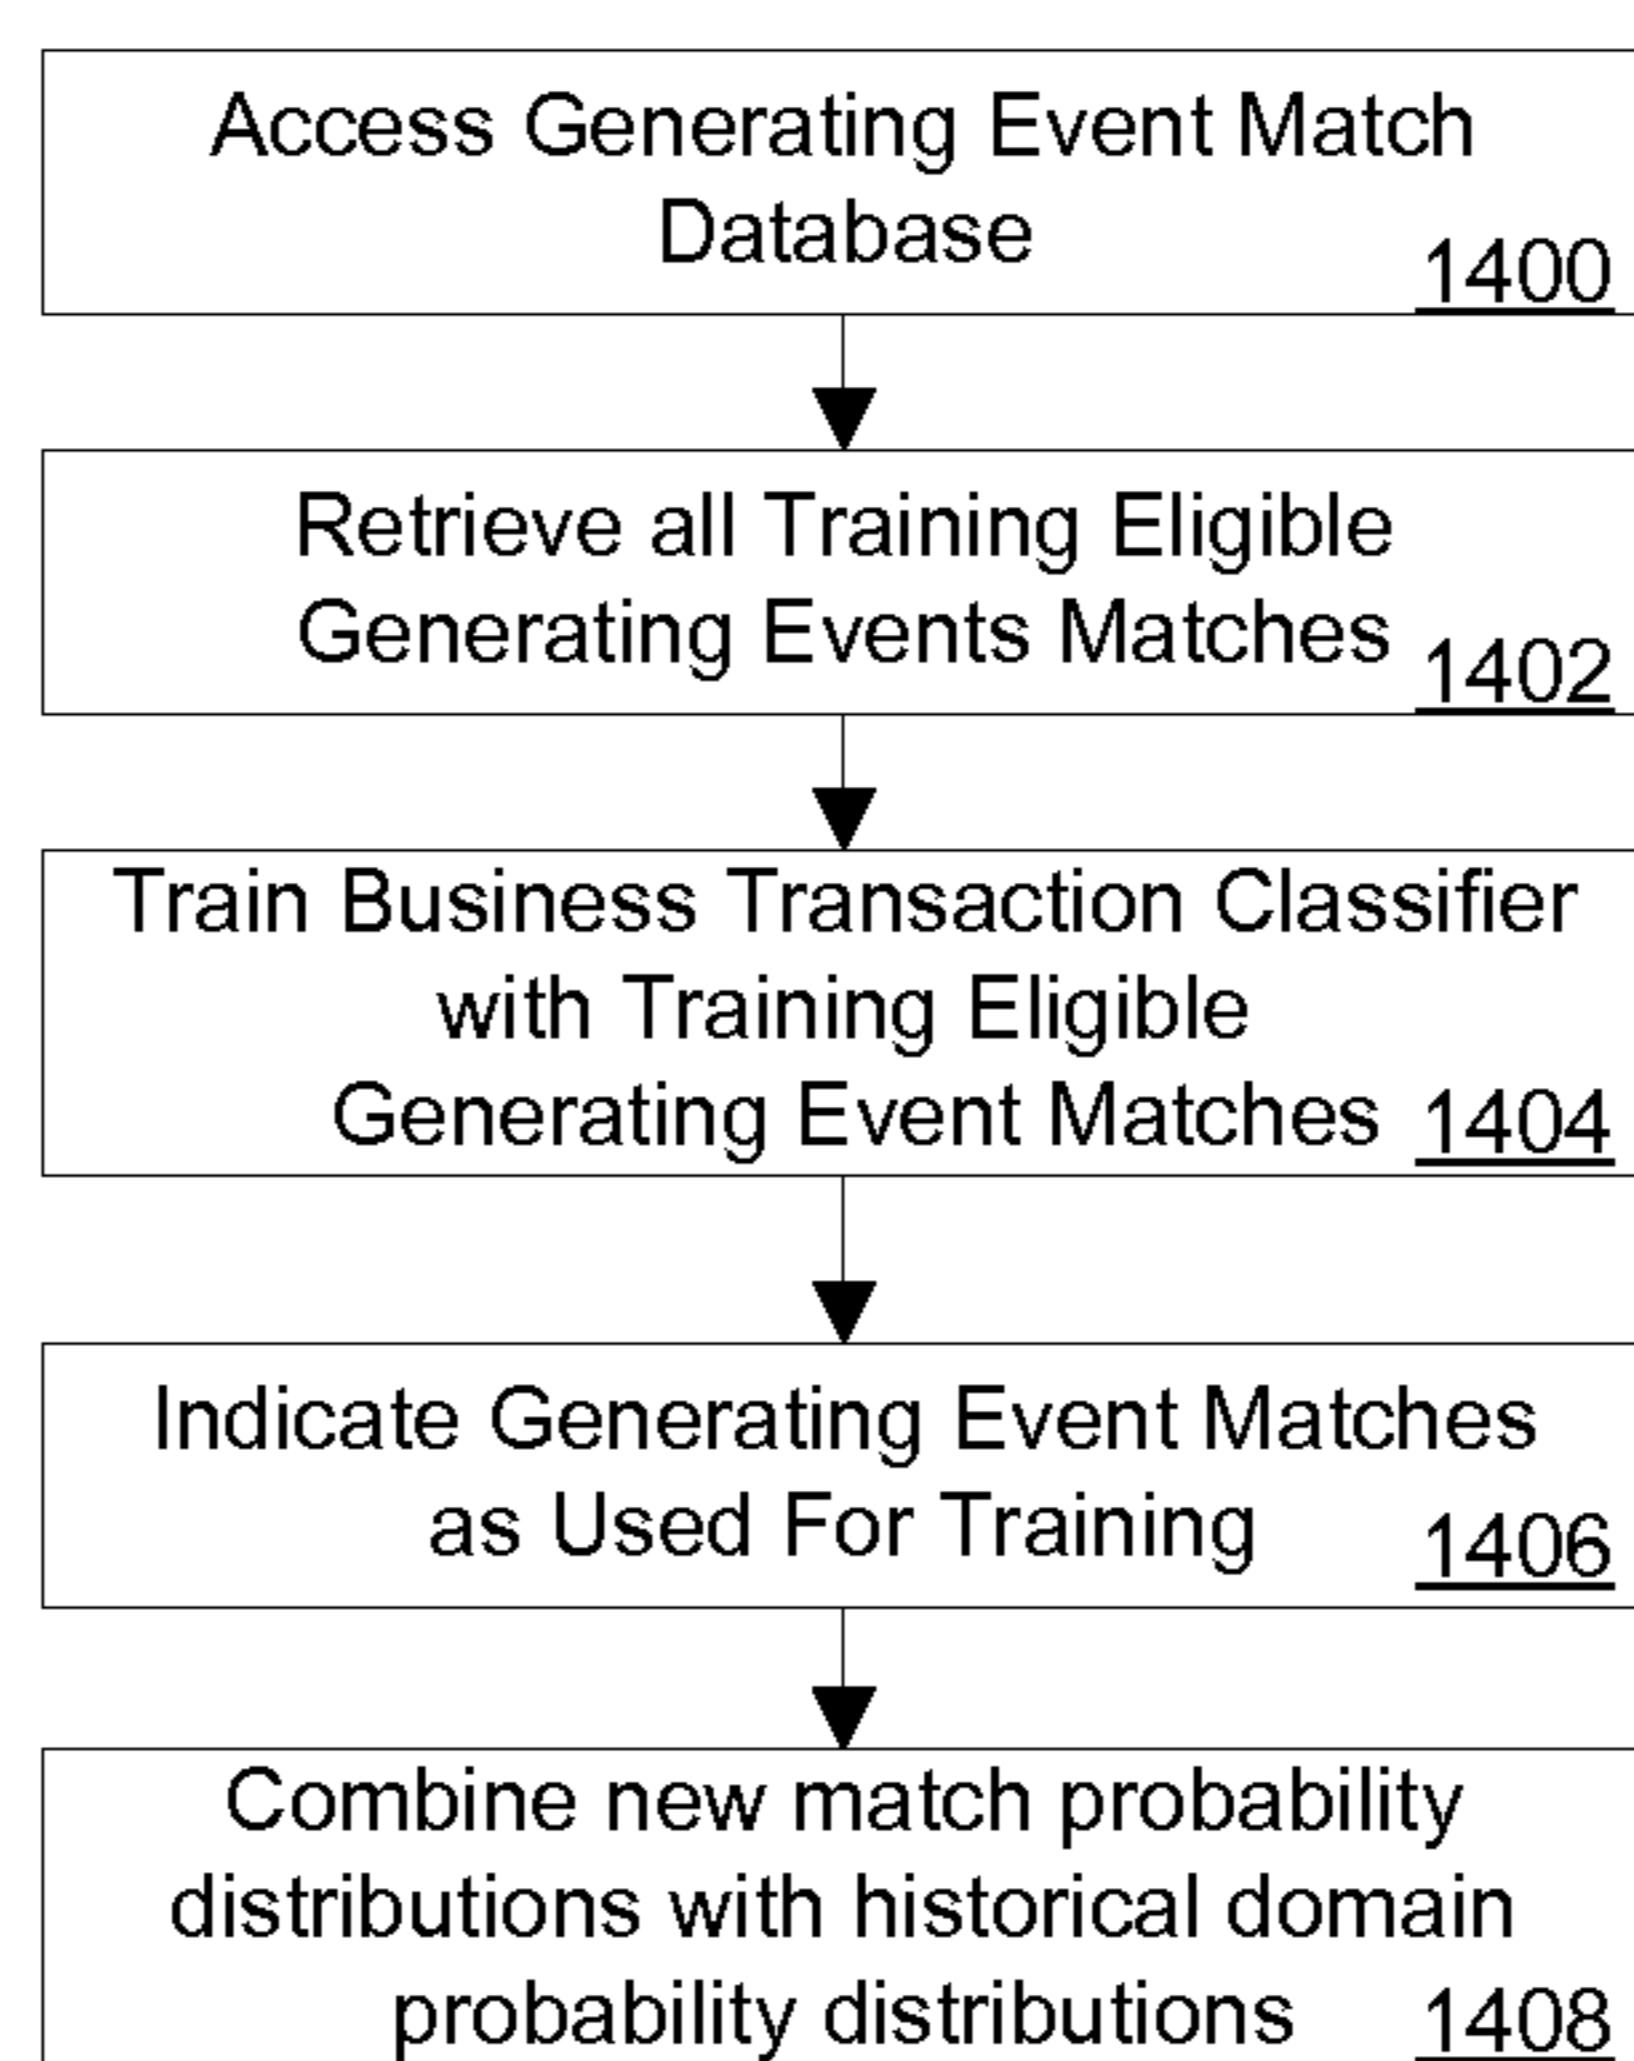 Access Generating Event Match
Database
1400
Retrieve all Training Eligible
Generating Events Matches
1402
Train Business Transaction Classifier
with Training Eligible
Generating Event Matches
1404
Indicate Generating Event Matches
as Used For Training
1406
Combine new match probability
distributions with historical domain
probability distributions
1408